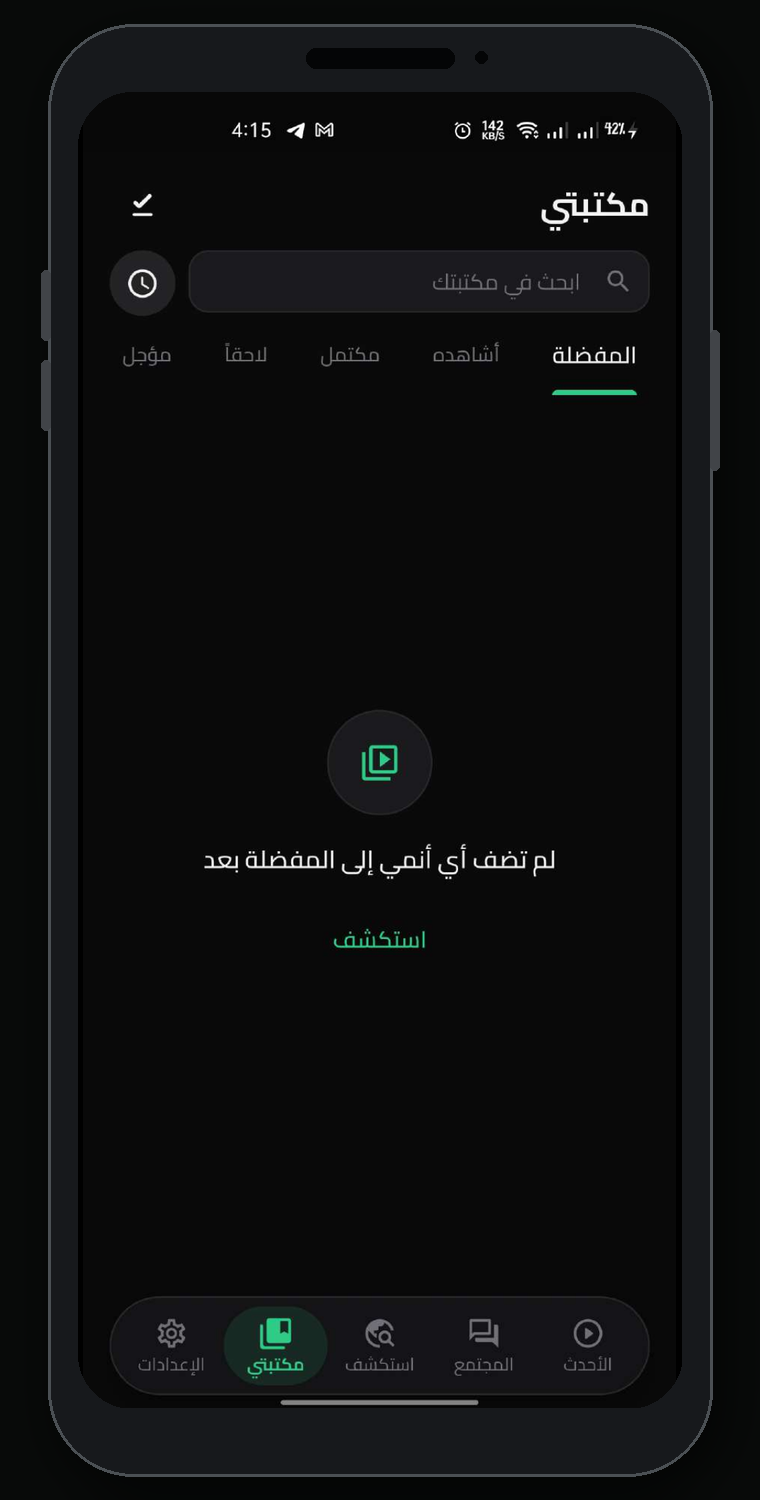 4:15 142 KB/S 42%
مكتبتي
ابحث في مكتبتك
المفضلة أشاهده مكتمل لاحقاً مؤجل
لم تضف أي أنمي إلى المفضلة بعد
استكشف
الأحدث المجتمع استكشف مكتبتي الإعدادات